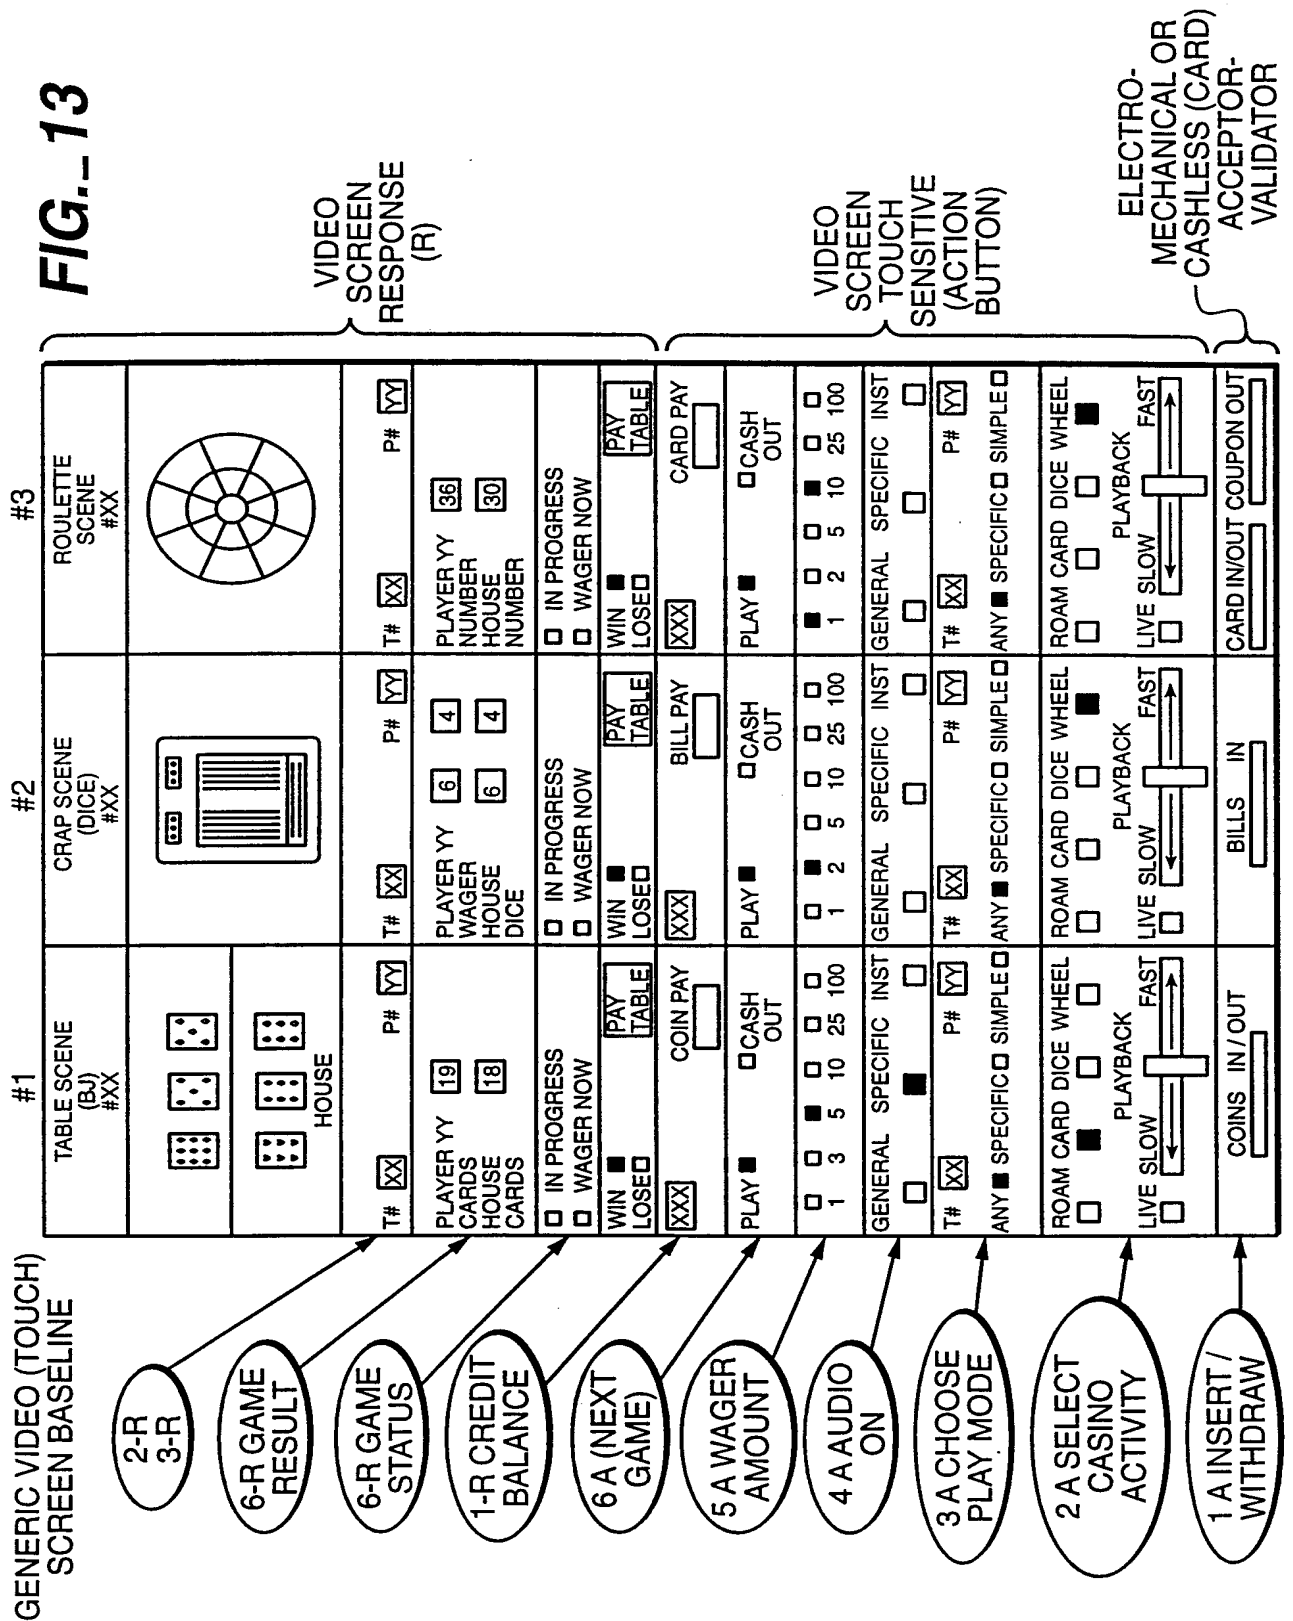 GENERIC VIDEO (TOUCH)
SCREEN BASELINE
FIG._13
#1
#2
#3
TABLE SCENE
(BJ)
#XX
CRAP SCENE
(DICE)
#XX
ROULETTE
SCENE
#XX
HOUSE
2-R
3-R
T# XX P# YY
T# XX P# YY
T# XX P# YY
6-R GAME
RESULT
PLAYER YY
CARDS 19
HOUSE
CARDS 18
PLAYER YY
WAGER 6 4
HOUSE
DICE 6 4
PLAYER YY
NUMBER 36
HOUSE
NUMBER 30
6-R GAME
STATUS
IN PROGRESS
WAGER NOW
IN PROGRESS
WAGER NOW
IN PROGRESS
WAGER NOW
WIN
LOSE
PAY
TABLE
WIN
LOSE
PAY
TABLE
WIN
LOSE
PAY
TABLE
VIDEO
SCREEN
RESPONSE
(R)
1-R CREDIT
BALANCE
XXX COIN PAY
XXX BILL PAY
XXX CARD PAY
6 A (NEXT
GAME)
PLAY CASH
OUT
PLAY CASH
OUT
PLAY CASH
OUT
5 A WAGER
AMOUNT
1 3 5 10 25 100
1 2 5 10 25 100
1 2 5 10 25 100
4 A AUDIO
ON
GENERAL SPECIFIC INST
GENERAL SPECIFIC INST
GENERAL SPECIFIC INST
3 A CHOOSE
PLAY MODE
T# XX P# YY
ANY SPECIFIC SIMPLE
T# XX P# YY
ANY SPECIFIC SIMPLE
T# XX P# YY
ANY SPECIFIC SIMPLE
2 A SELECT
CASINO
ACTIVITY
ROAM CARD DICE WHEEL
PLAYBACK
LIVE SLOW FAST
ROAM CARD DICE WHEEL
PLAYBACK
LIVE SLOW FAST
ROAM CARD DICE WHEEL
PLAYBACK
LIVE SLOW FAST
VIDEO
SCREEN
TOUCH
SENSITIVE
(ACTION
BUTTON)
1 A INSERT /
WITHDRAW
COINS IN / OUT
BILLS IN
CARD IN/OUT COUPON OUT
ELECTRO-
MECHANICAL OR
CASHLESS (CARD)
ACCEPTOR-
VALIDATOR